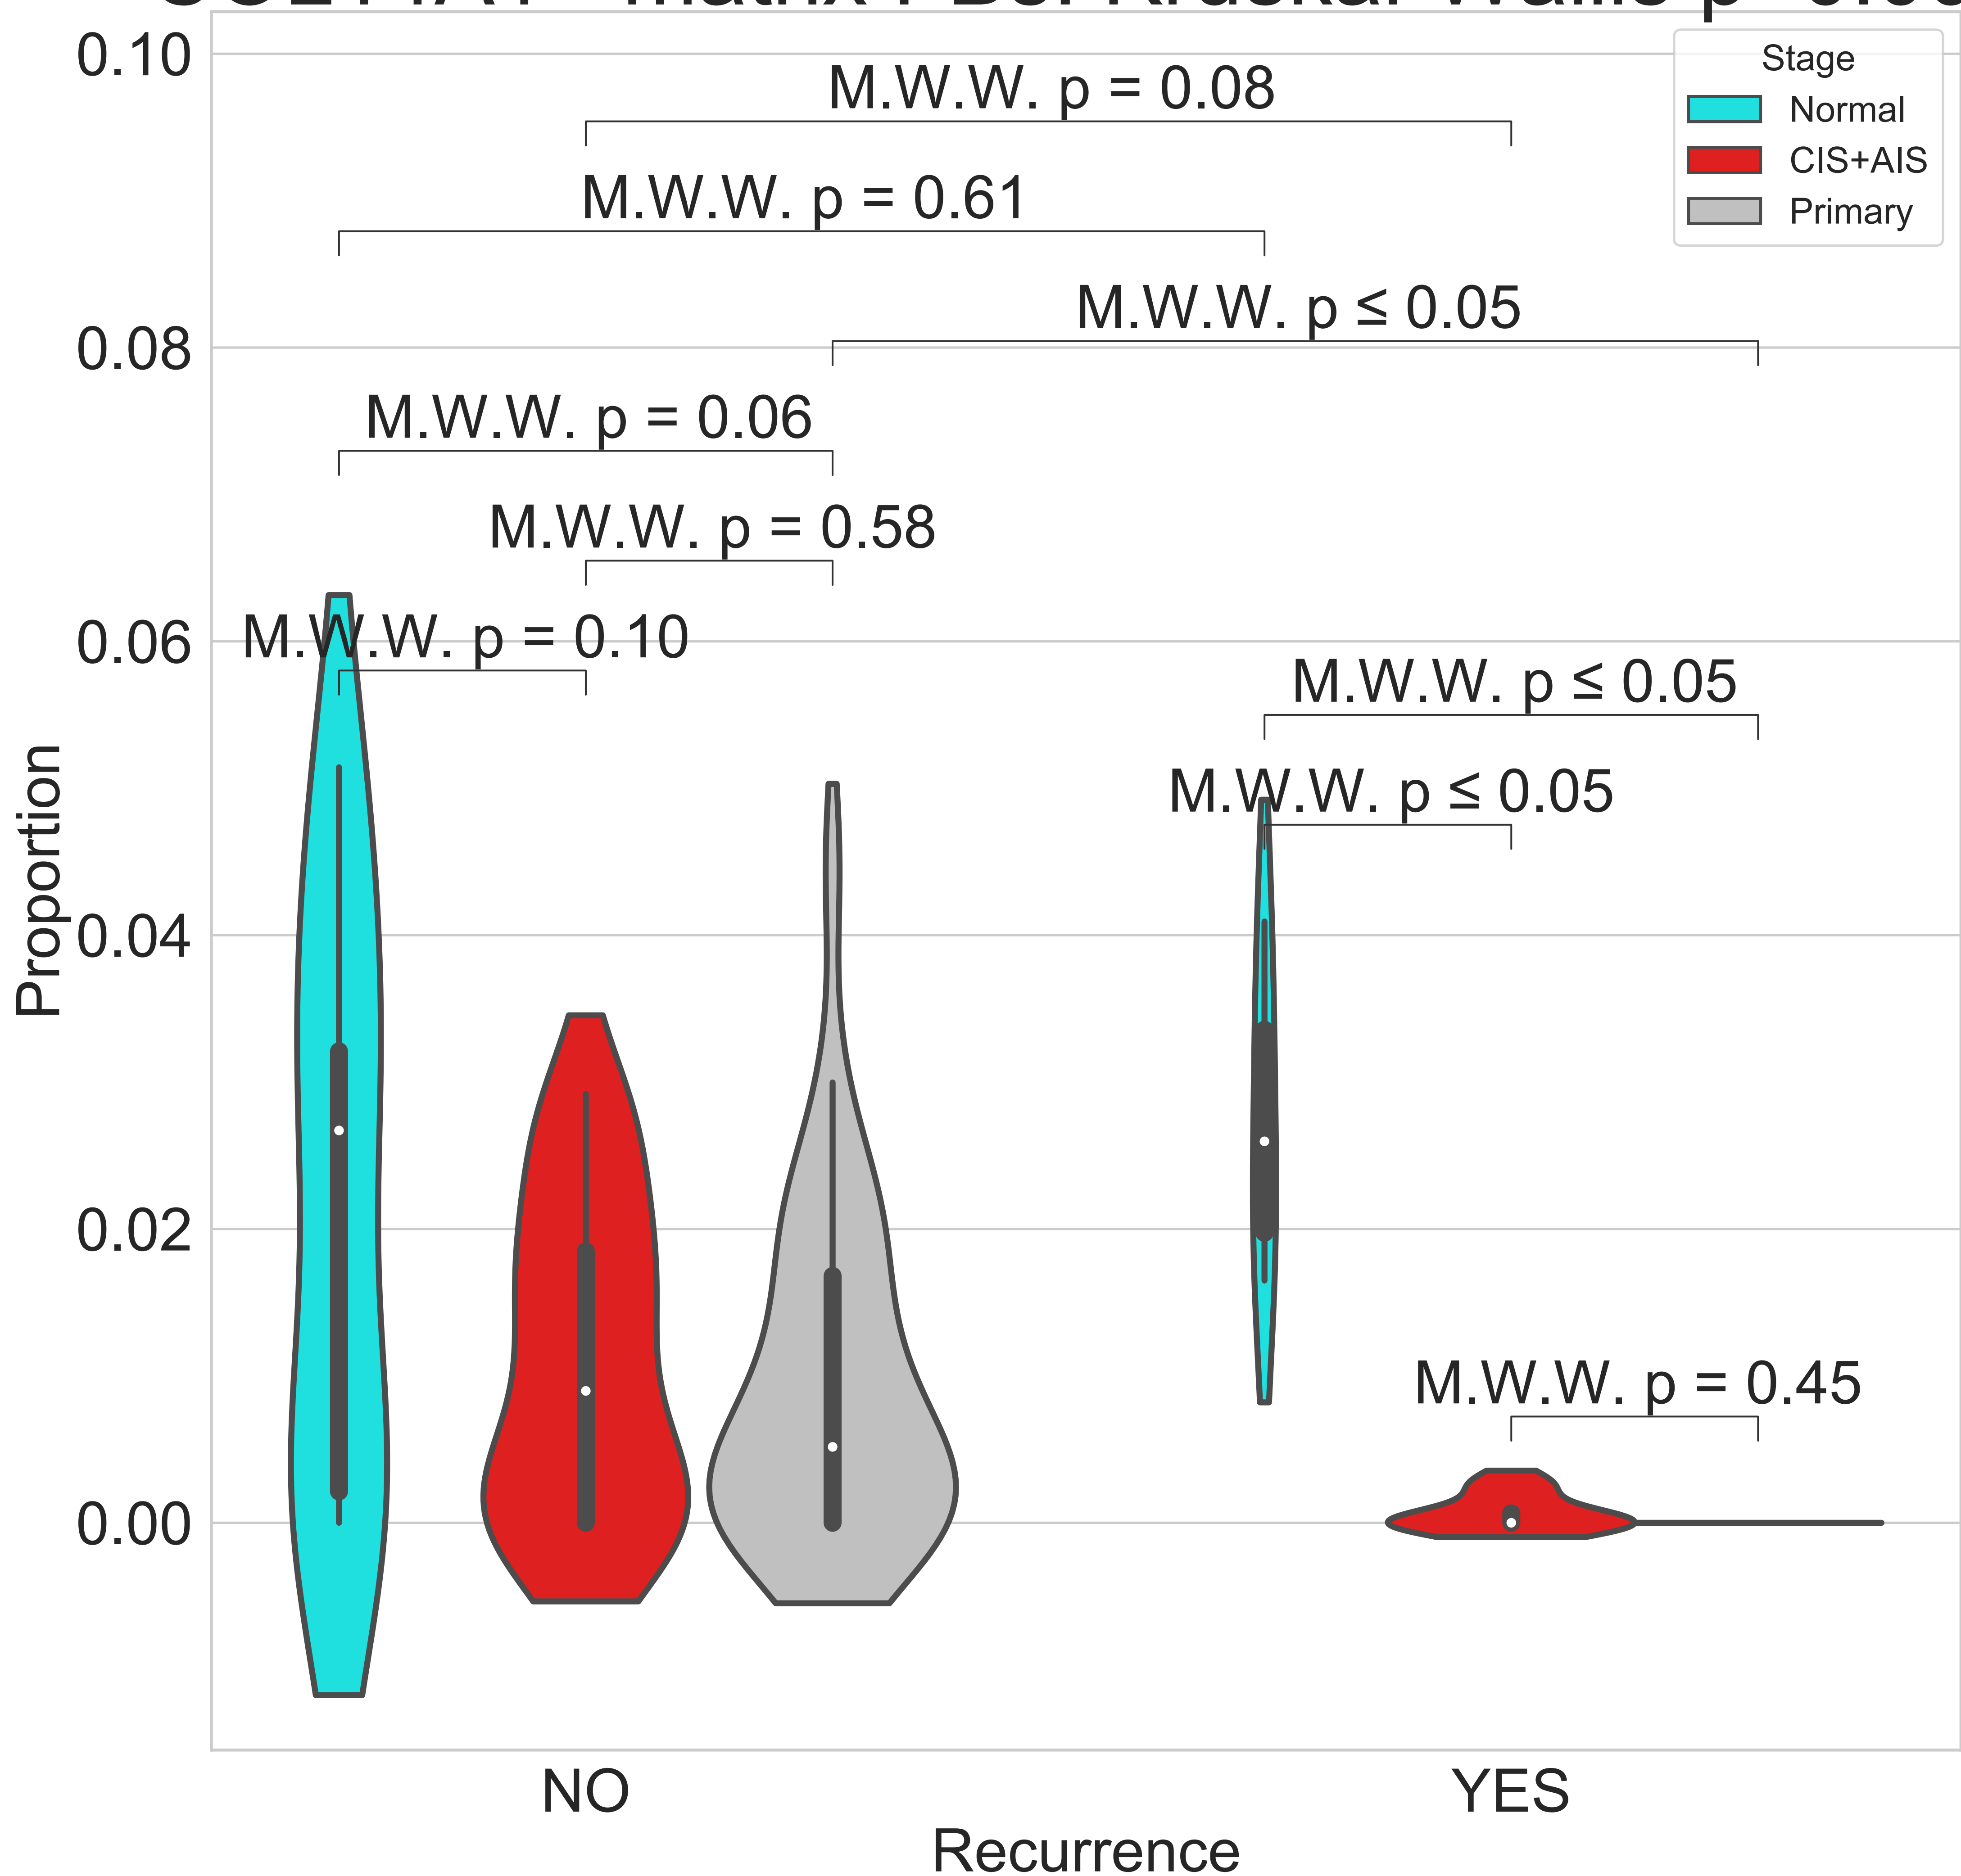 Stage
Normal
CIS+AIS
Primary
M.W.W. p = 0.08
M.W.W. p = 0.61
M.W.W. p ≤ 0.05
M.W.W. p = 0.06
M.W.W. p = 0.58
M.W.W. p = 0.10
M.W.W. p ≤ 0.05
M.W.W. p ≤ 0.05
M.W.W. p = 0.45
0.10
0.08
0.06
0.04
0.02
0.00
Proportion
NO
YES
Recurrence